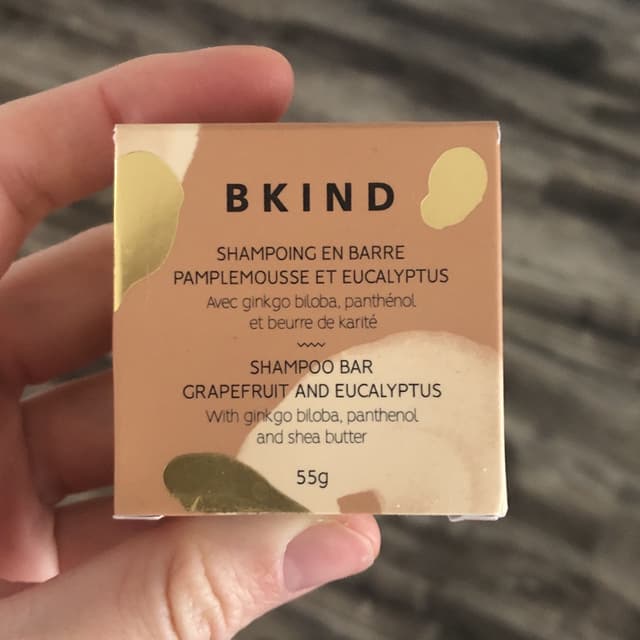 BKIND
SHAMPOING EN BARRE
PAMPLEMOUSSE ET EUCALYPTUS
Avec ginkgo biloba, panthénol
et beurre de karité
SHAMPOO BAR
GRAPEFRUIT AND EUCALYPTUS
With ginkgo biloba, panthenol
and shea butter
55g